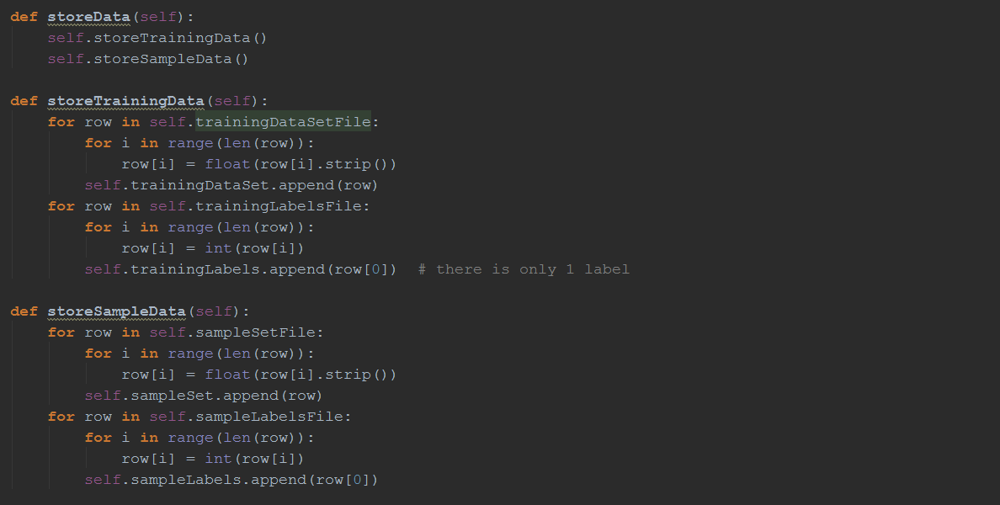 def storeData(self):
    self.storeTrainingData()
    self.storeSampleData()

def storeTrainingData(self):
    for row in self.trainingDataSetFile:
        for i in range(len(row)):
            row[i] = float(row[i].strip())
        self.trainingDataSet.append(row)
    for row in self.trainingLabelsFile:
        for i in range(len(row)):
            row[i] = int(row[i])
        self.trainingLabels.append(row[0])  # there is only 1 label

def storeSampleData(self):
    for row in self.sampleSetFile:
        for i in range(len(row)):
            row[i] = float(row[i].strip())
        self.sampleSet.append(row)
    for row in self.sampleLabelsFile:
        for i in range(len(row)):
            row[i] = int(row[i])
        self.sampleLabels.append(row[0])